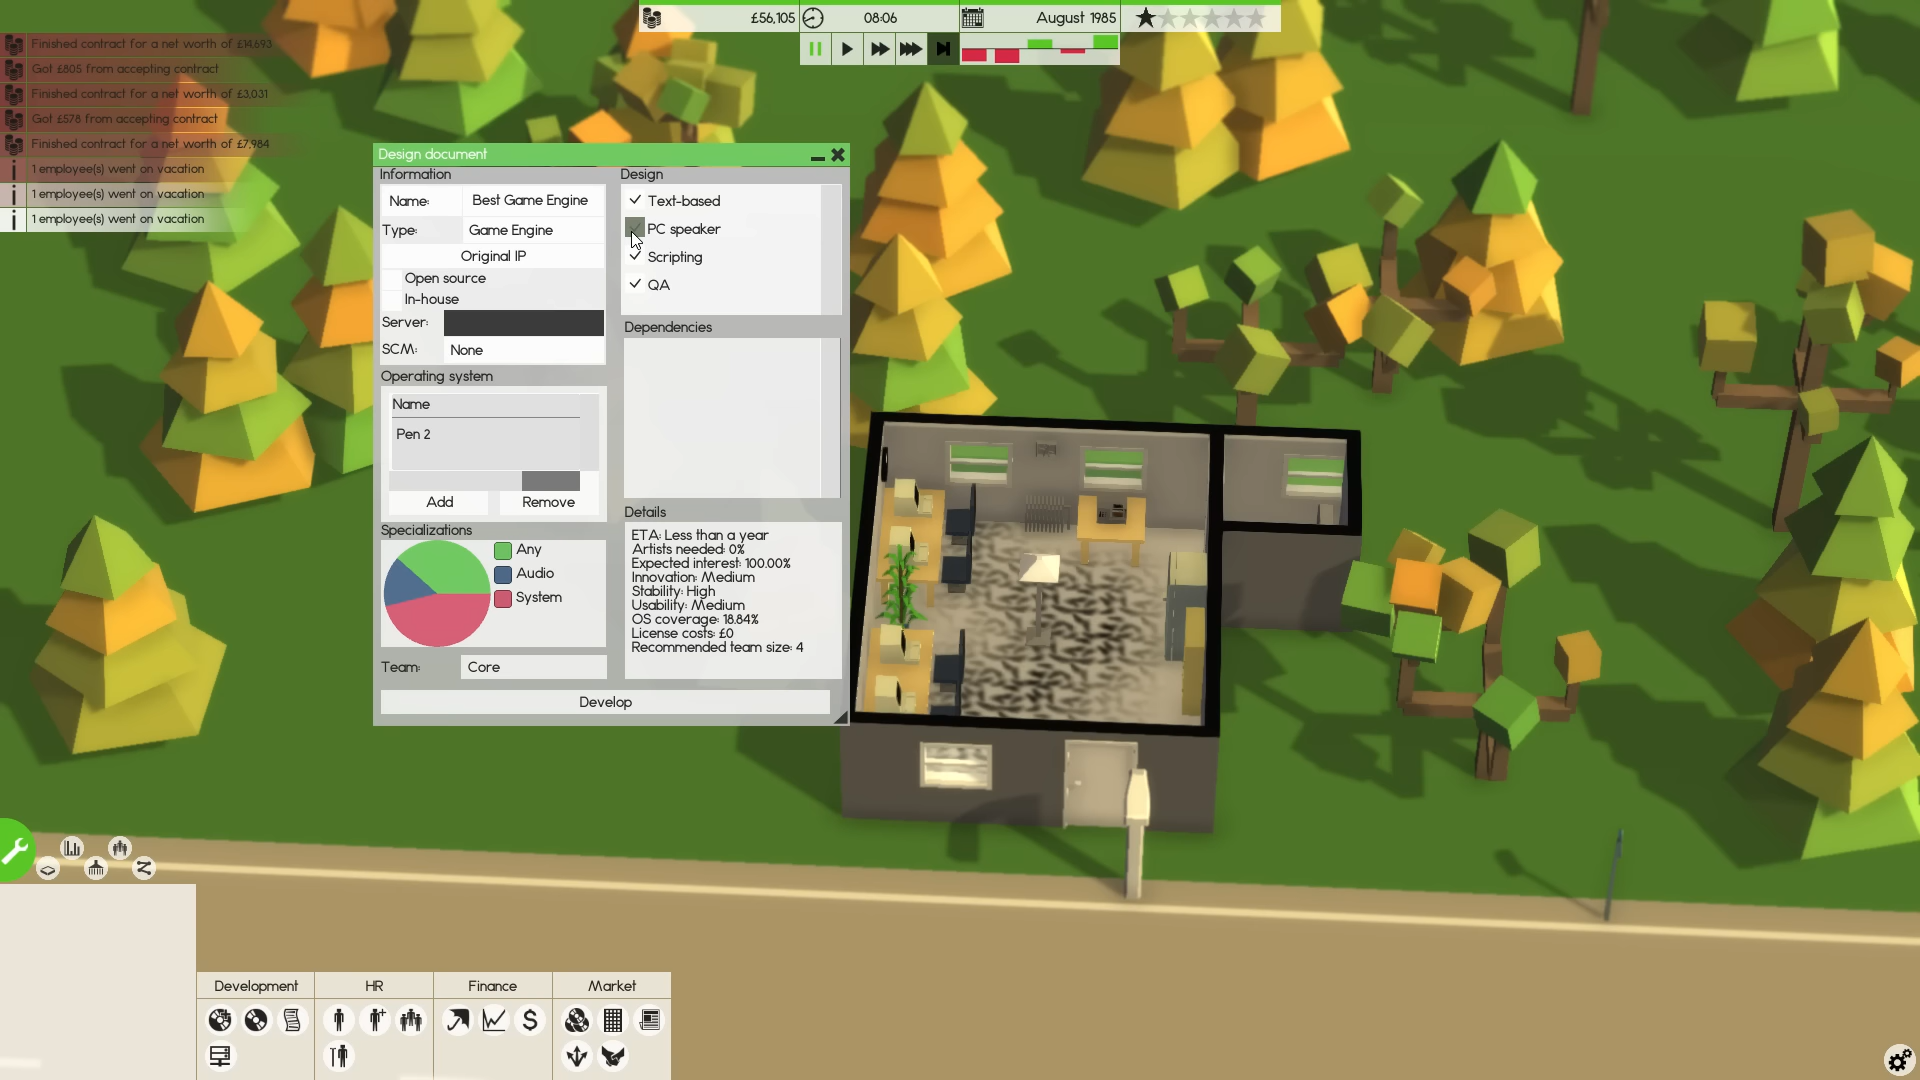 £56,105
08:06
August 1985
Finished contract for a net worth of £14,693
Got £805 from accepting contract
Finished contract for a net worth of £3,031
Got £578 from accepting contract
Finished contract for a net worth of £7,984
1 employee(s) went on vacation
1 employee(s) went on vacation
1 employee(s) went on vacation
Design document
Information
Name: Best Game Engine
Type: Game Engine
Original IP
Open source
In-house
Server:
SCM: None
Operating system
Name
Pen 2
Add Remove
Specializations
Any
Audio
System
Team: Core
Design
Text-based
PC speaker
Scripting
QA
Dependencies
Details
ETA: Less than a year
Artists needed: 0%
Expected interest: 100.00%
Innovation: Medium
Stability: High
Usability: Medium
OS coverage: 18.84%
License costs: £0
Recommended team size: 4
Develop
Development HR Finance Market